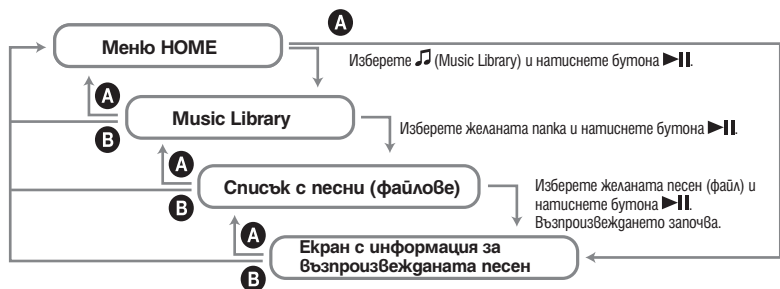 A
Меню HOME
Изберете ♫ (Music Library) и натиснете бутона ►II.
A
B
Music Library
Изберете желаната папка и натиснете бутона ►II.
A
B
Списък с песни (файлове)
Изберете желаната песен (файл) и
натиснете бутона ►II.
Възпроизвеждането започва.
A
B
Екран с информация за
възпроизвежданата песен